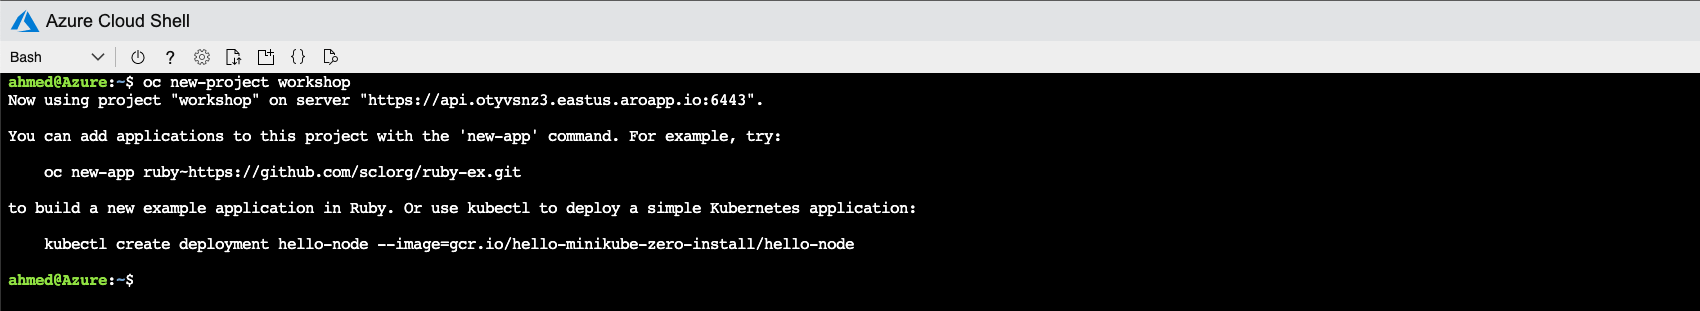 Azure Cloud Shell
Bash
?
{}
ahmed@Azure:~$ oc new-project workshop
Now using project "workshop" on server "https://api.otyvsnz3.eastus.aroapp.io:6443".
You can add applications to this project with the 'new-app' command. For example, try:
oc new-app ruby~https://github.com/sclorg/ruby-ex.git
to build a new example application in Ruby. Or use kubectl to deploy a simple Kubernetes application:
kubectl create deployment hello-node --image=gcr.io/hello-minikube-zero-install/hello-node
ahmed@Azure:~$